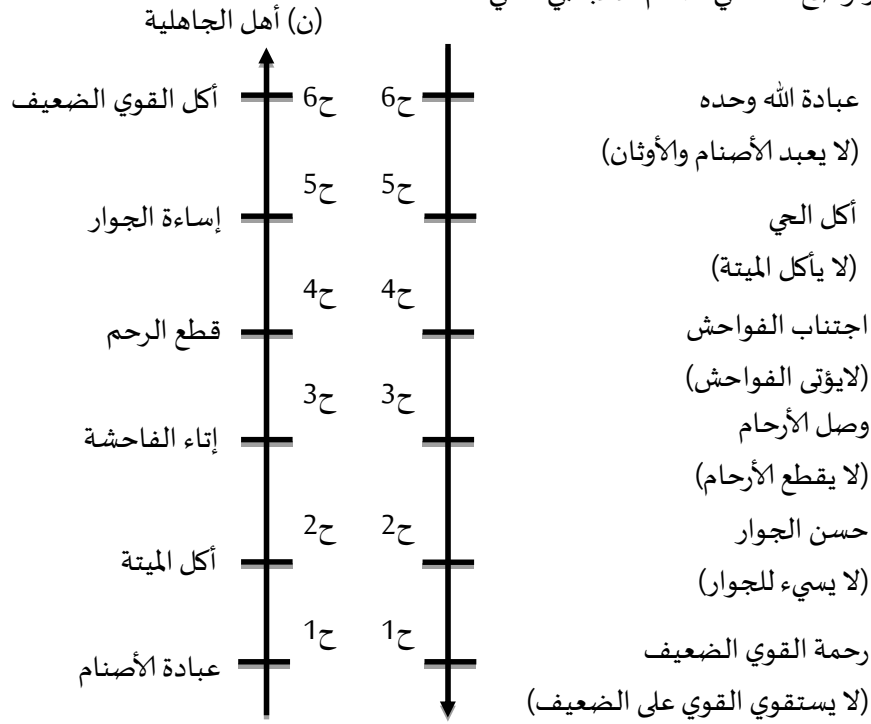 (ن) أهل الجاهلية
عبادة الله وحده
ح6
ح6
أكل القوي الضعيف
(لا يعبد الأصنام والأوثان)
ح5
ح5
أكل الحي
إساءة الجوار
(لا يأكل الميتة)
ح4
ح4
اجتناب الفواحش
قطع الرحم
(لايؤتى الفواحش)
ح3
ح3
وصل الأرحام
إتاء الفاحشة
(لا يقطع الأرحام)
ح2
ح2
حسن الجوار
أكل الميتة
(لا يسيء للجوار)
ح1
ح1
رحمة القوي الضعيف
عبادة الأصنام
(لا يستقوي القوي على الضعيف)